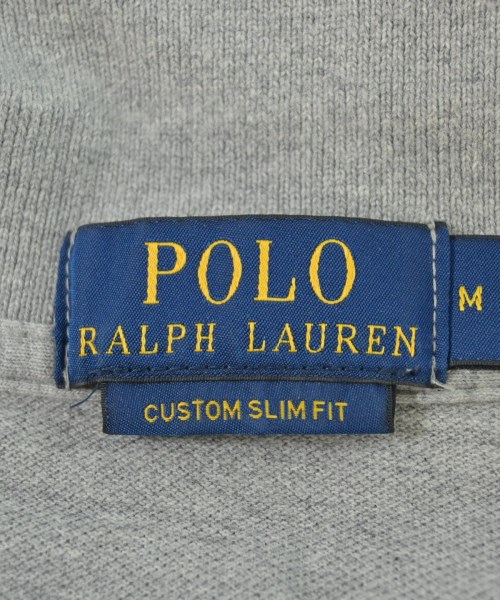 POLO
RALPH LAUREN
M
CUSTOM SLIM FIT